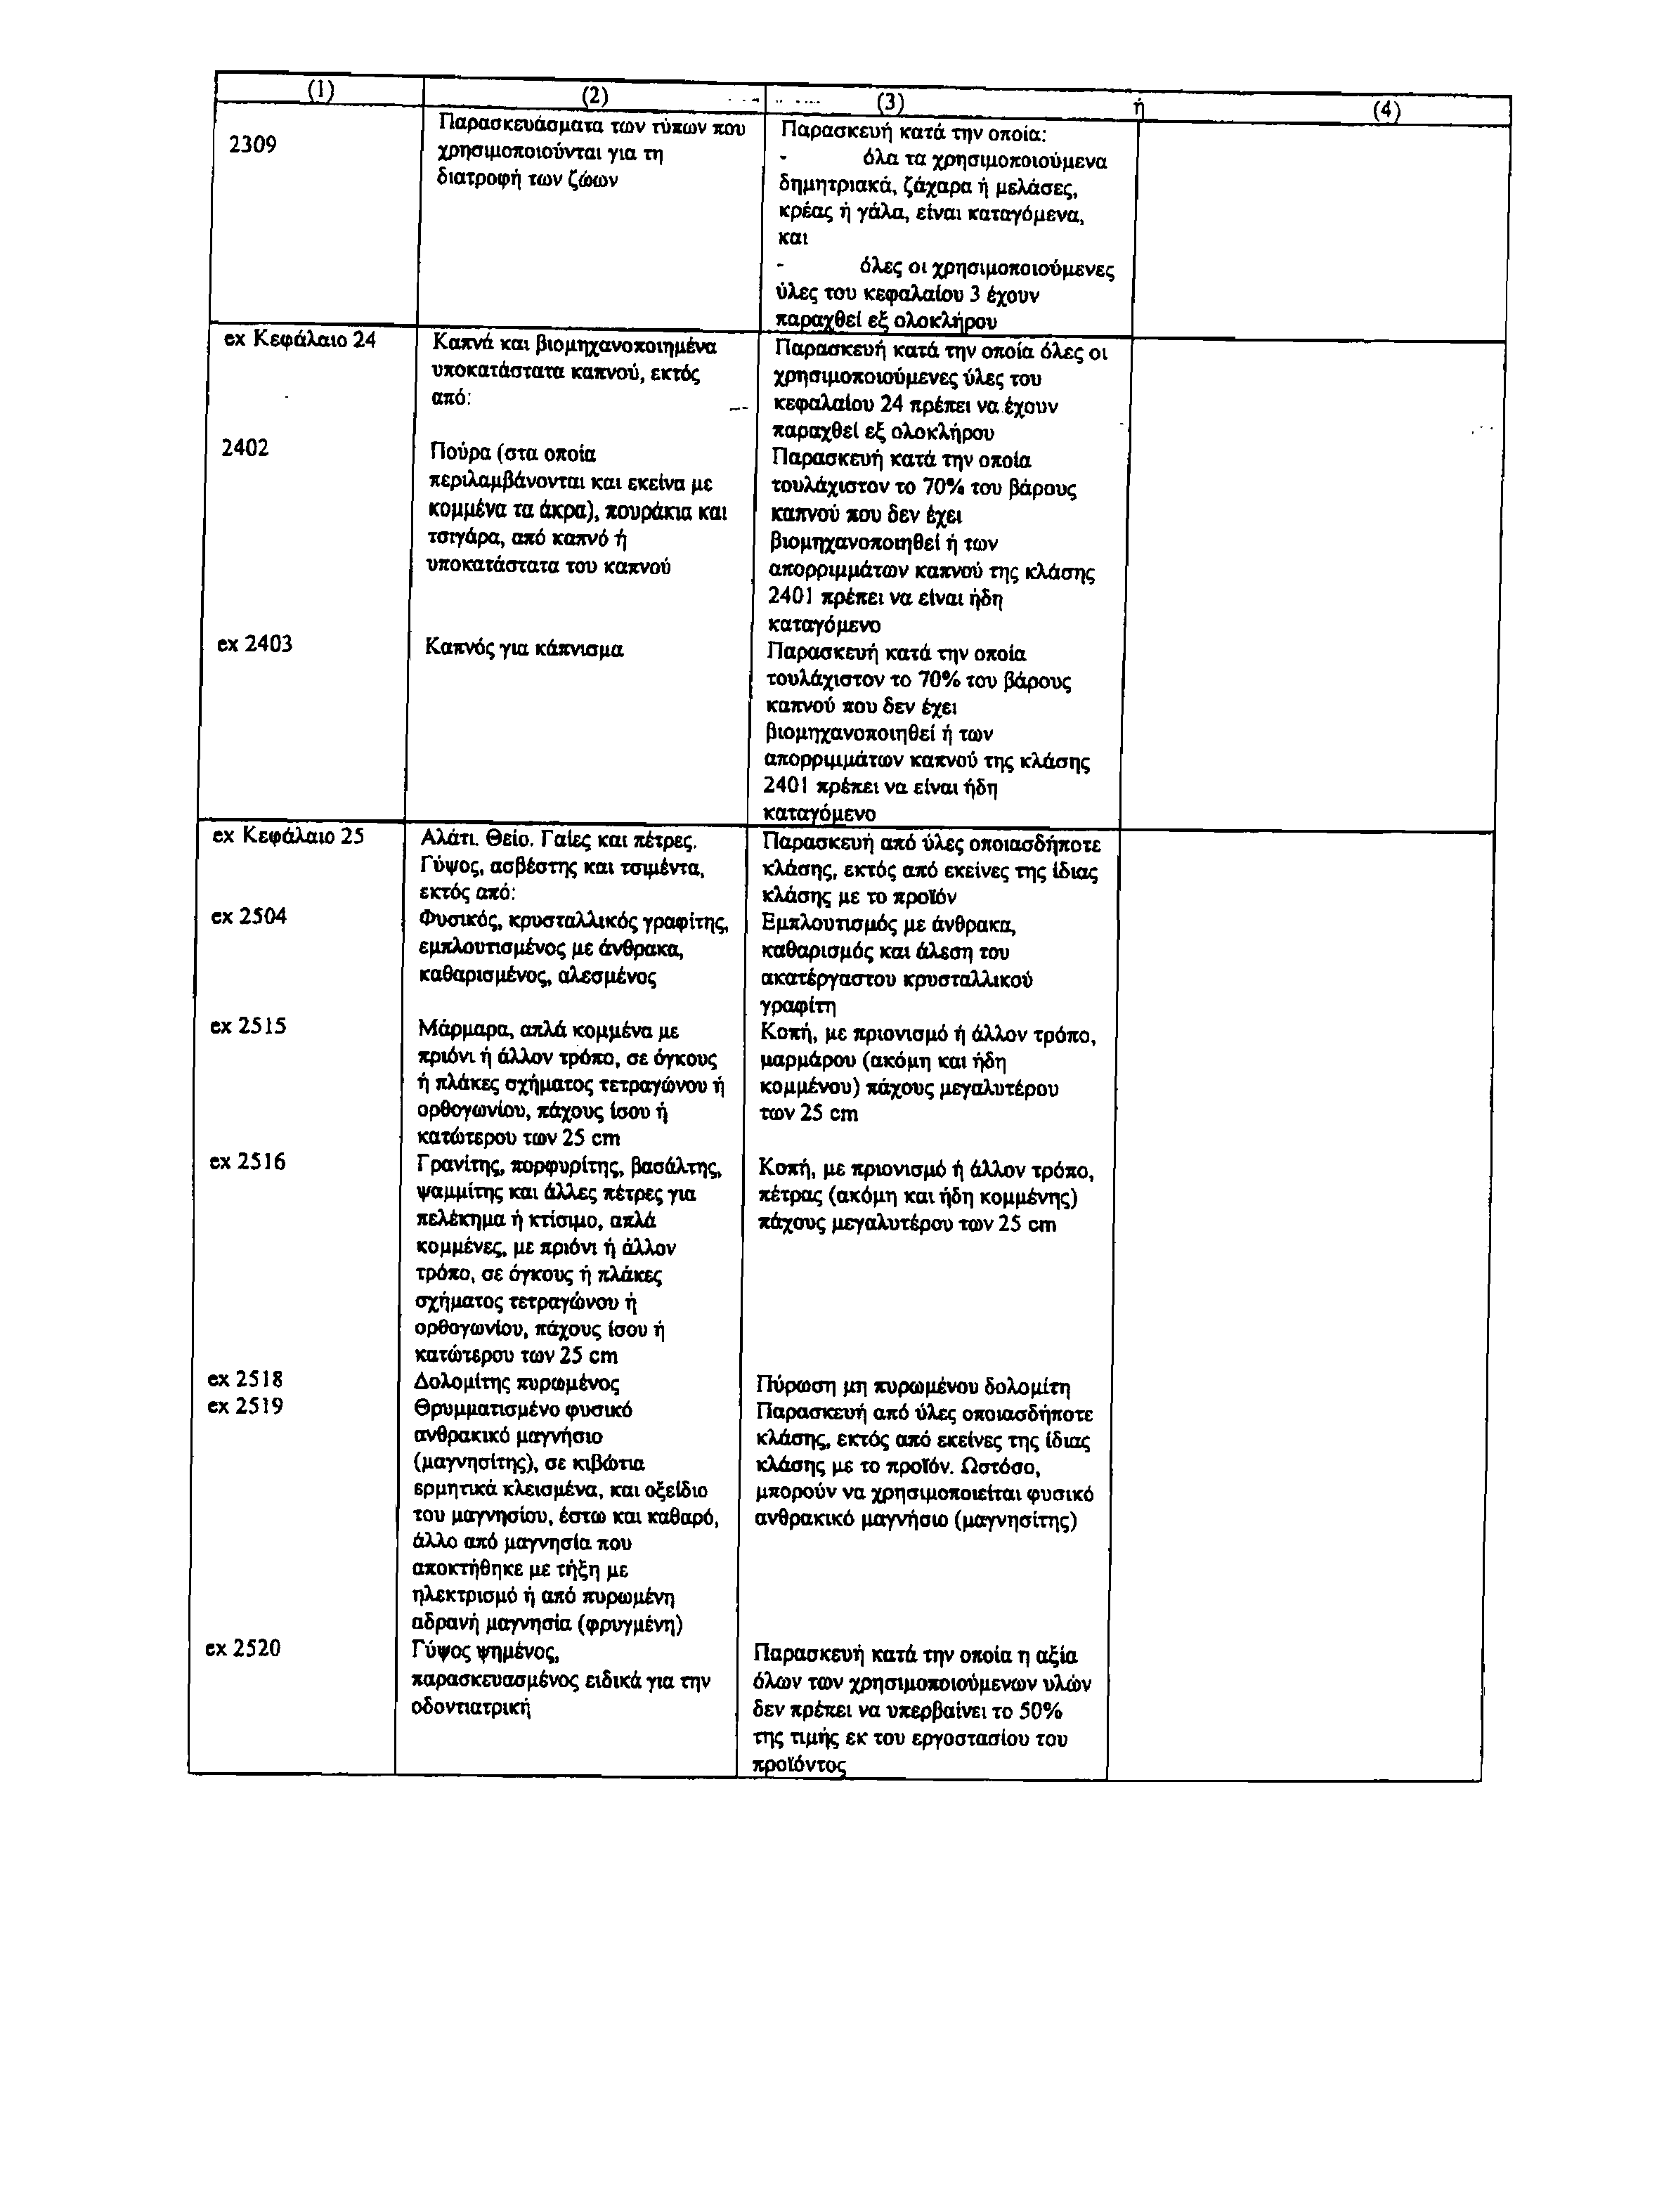 (1) (2) (3) ή (4)
2309
Παρασκευάσματα των τύπων που
χρησιμοποιούνται για τη
διατροφή των ζώων
Παρασκευή κατά την οποία:
- όλα τα χρησιμοποιούμενα
δημητριακά, ζάχαρα ή μελάσες,
κρέας ή γάλα, είναι καταγόμενα,
και
- όλες οι χρησιμοποιούμενες
ύλες του κεφαλαίου 3 έχουν
παραχθεί εξ ολοκλήρου
ex Κεφάλαιο 24
Καπνά και βιομηχανοποιημένα
υποκατάστατα καπνού, εκτός
από:
Παρασκευή κατά την οποία όλες οι
χρησιμοποιούμενες ύλες του
κεφαλαίου 24 πρέπει να έχουν
παραχθεί εξ ολοκλήρου
2402
Πούρα (στα οποία
περιλαμβάνονται και εκείνα με
κομμένα τα άκρα), πουράκια και
τσιγάρα, από καπνό ή
υποκατάστατα του καπνού
Παρασκευή κατά την οποία
τουλάχιστον το 70% του βάρους
καπνού που δεν έχει
βιομηχανοποιηθεί ή των
απορριμμάτων καπνού της κλάσης
2401 πρέπει να είναι ήδη
καταγόμενο
ex 2403
Καπνός για κάπνισμα
Παρασκευή κατά την οποία
τουλάχιστον το 70% του βάρους
καπνού που δεν έχει
βιομηχανοποιηθεί ή των
απορριμμάτων καπνού της κλάσης
2401 πρέπει να είναι ήδη
καταγόμενο
ex Κεφάλαιο 25
Αλάτι. Θείο. Γαίες και πέτρες.
Γύψος, ασβέστης και τσιμέντα,
εκτός από:
Παρασκευή από ύλες οποιασδήποτε
κλάσης, εκτός από εκείνες της ίδιας
κλάσης με το προϊόν
ex 2504
Φυσικός, κρυσταλλικός γραφίτης,
εμπλουτισμένος με άνθρακα,
καθαρισμένος, αλεσμένος
Εμπλουτισμός με άνθρακα,
καθαρισμός και άλεση του
ακατέργαστου κρυσταλλικού
γραφίτη
ex 2515
Μάρμαρα, απλά κομμένα με
πριόνι ή άλλον τρόπο, σε όγκους
ή πλάκες σχήματος τετραγώνου ή
ορθογωνίου, πάχους ίσου ή
κατώτερου των 25 cm
Κοπή, με πριονισμό ή άλλον τρόπο,
μαρμάρου (ακόμη και ήδη
κομμένου) πάχους μεγαλυτέρου
των 25 cm
ex 2516
Γρανίτης, πορφυρίτης, βασάλτης,
ψαμμίτης και άλλες πέτρες για
πελέκημα ή κτίσιμο, απλά
κομμένες, με πριόνι ή άλλον
τρόπο, σε όγκους ή πλάκες
σχήματος τετραγώνου ή
ορθογωνίου, πάχους ίσου ή
κατώτερου των 25 cm
Κοπή, με πριονισμό ή άλλον τρόπο,
πέτρας (ακόμη και ήδη κομμένης)
πάχους μεγαλυτέρου των 25 cm
ex 2518
Δολομίτης πυρωμένος
Πύρωση μη πυρωμένου δολομίτη
ex 2519
Θρυμματισμένο φυσικό
ανθρακικό μαγνήσιο
(μαγνησίτης), σε κιβώτια
ερμητικά κλεισμένα, και οξείδιο
του μαγνησίου, έστω και καθαρό,
άλλο από μαγνησία που
αποκτήθηκε με τήξη με
ηλεκτρισμό ή από πυρωμένη
αδρανή μαγνησία (φρυγμένη)
Παρασκευή από ύλες οποιασδήποτε
κλάσης, εκτός από εκείνες της ίδιας
κλάσης με το προϊόν. Ωστόσο,
μπορούν να χρησιμοποιείται φυσικό
ανθρακικό μαγνήσιο (μαγνησίτης)
ex 2520
Γύψος ψημένος,
παρασκευασμένος ειδικά για την
οδοντιατρική
Παρασκευή κατά την οποία η αξία
όλων των χρησιμοποιούμενων υλών
δεν πρέπει να υπερβαίνει το 50%
της τιμής εκ του εργοστασίου του
προϊόντος